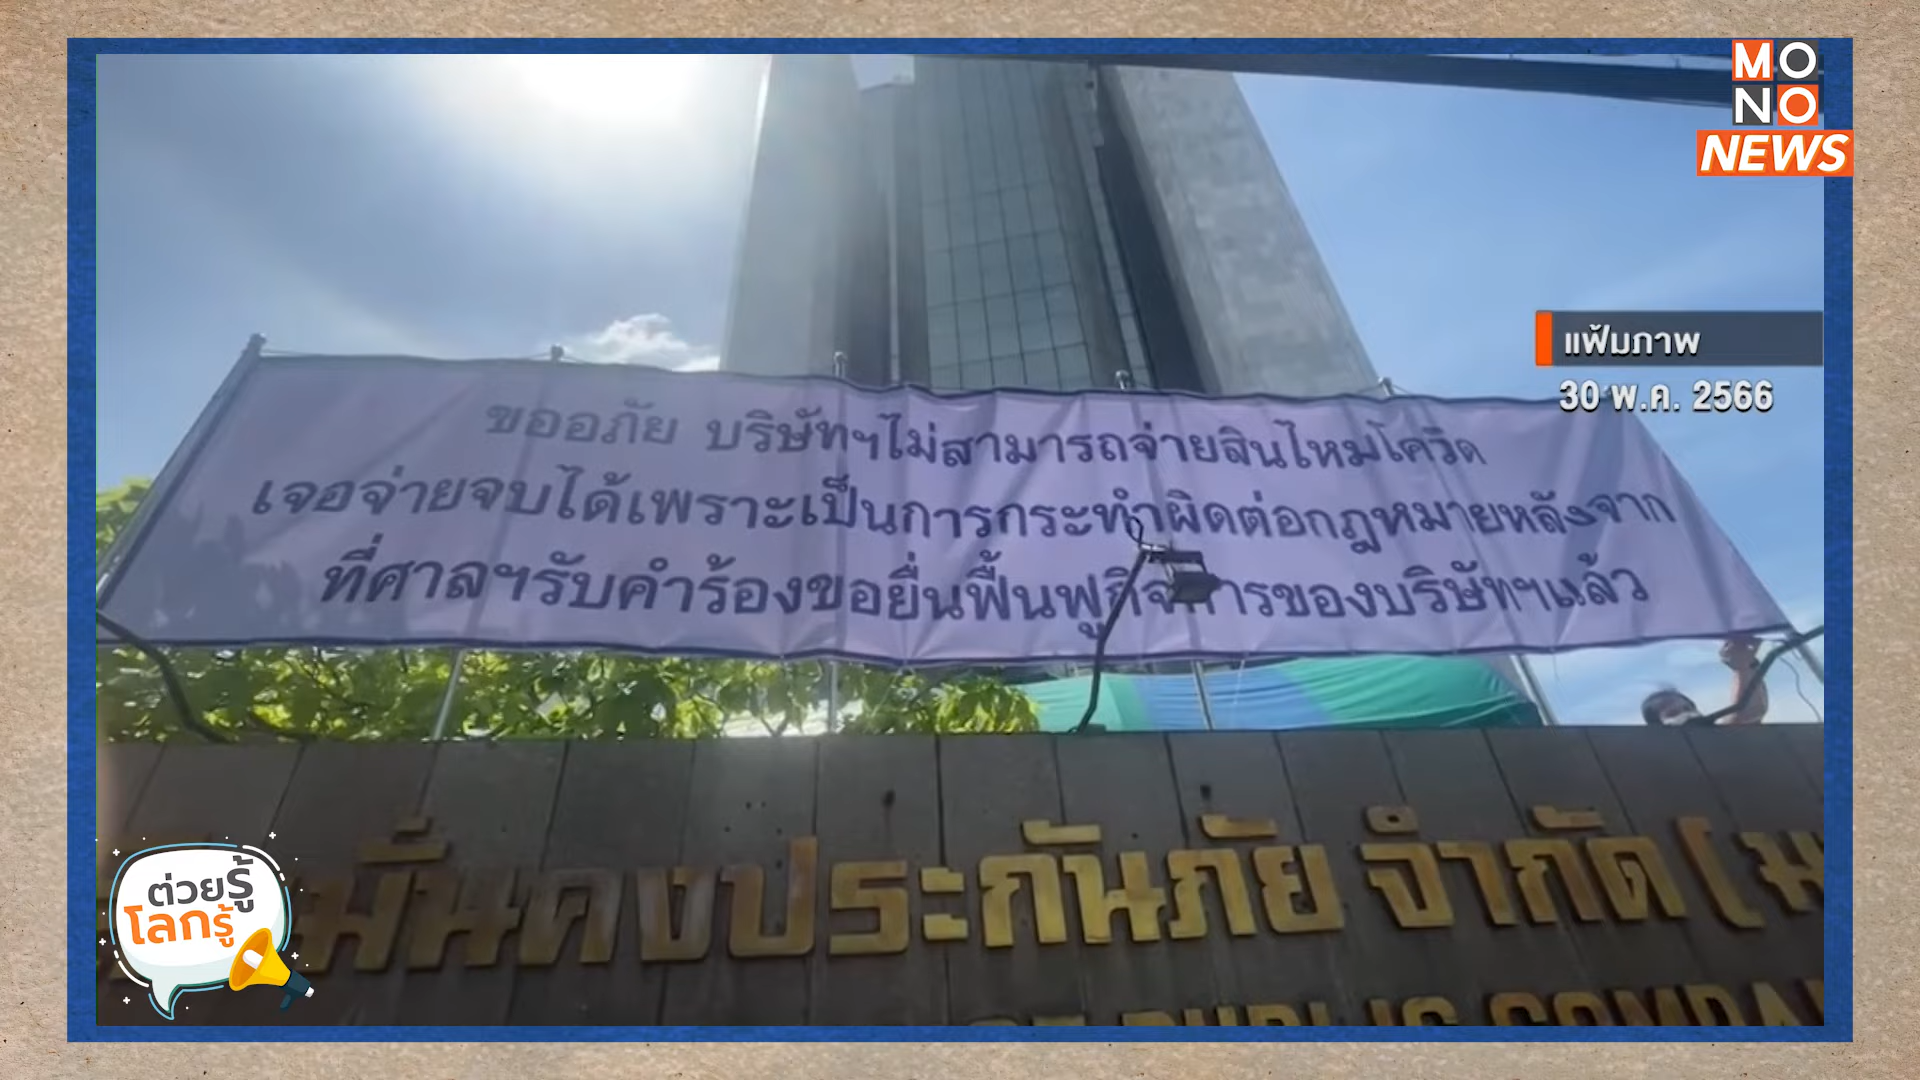 MO
NO
NEWS
แฟ้มภาพ
30 พ.ค. 2566
ขออภัย บริษัทฯไม่สามารถจ่ายสินไหมโควิด
เจอจ่ายจบได้เพราะเป็นการกระทำผิดต่อกฎหมายหลังจาก
ที่ศาลฯรับคำร้องขอยื่นฟื้นฟูกิจการของบริษัทฯแล้ว
มั่นคงประกันภัย จำกัด (ม
PUBLIC COMPA
ต่วยรู้
โลกรู้